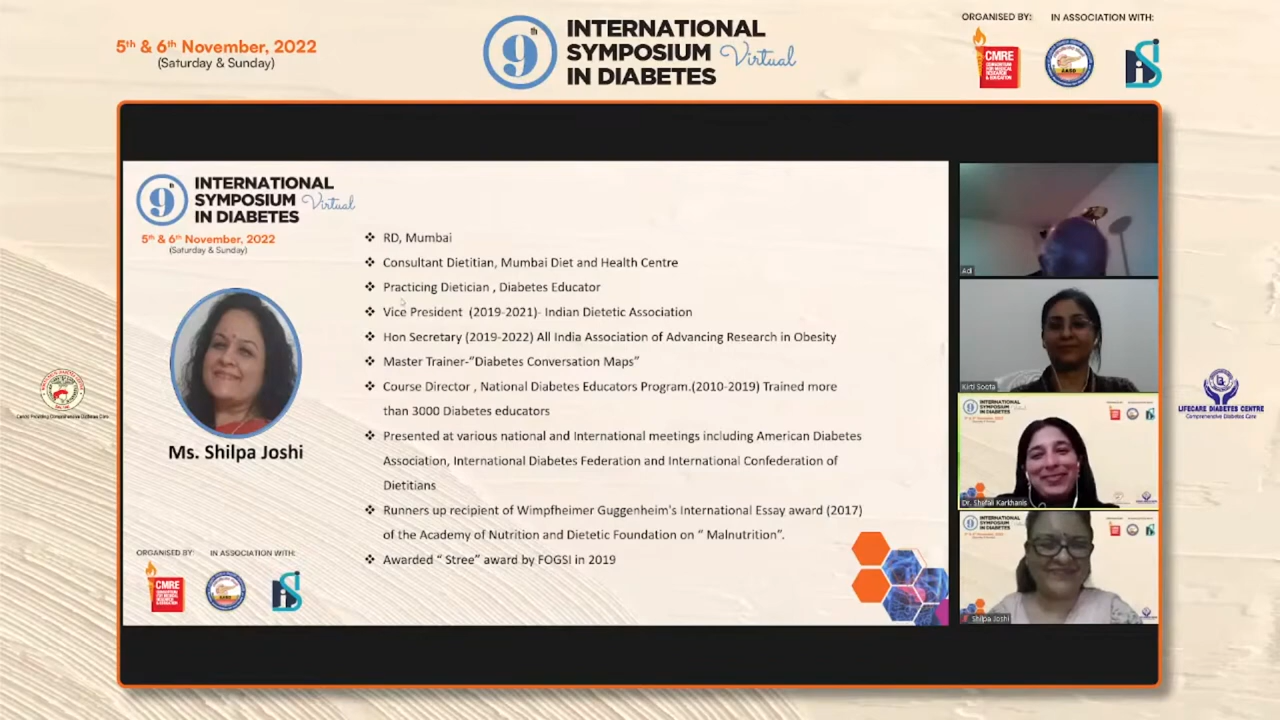 5th & 6th November, 2022
(Saturday & Sunday)
9th
INTERNATIONAL
SYMPOSIUM Virtual
IN DIABETES
ORGANISED BY:
IN ASSOCIATION WITH:
CMRE
CONSORTIUM
FOR MEDICAL
RESEARCH
& EDUCATION
9th
INTERNATIONAL
SYMPOSIUM Virtual
IN DIABETES
5th & 6th November, 2022
(Saturday & Sunday)
Ms. Shilpa Joshi
❖ RD, Mumbai
❖ Consultant Dietitian, Mumbai Diet and Health Centre
❖ Practicing Dietician , Diabetes Educator
❖ Vice President (2019-2021)- Indian Dietetic Association
❖ Hon Secretary (2019-2022) All India Association of Advancing Research in Obesity
❖ Master Trainer-”Diabetes Conversation Maps”
❖ Course Director , National Diabetes Educators Program.(2010-2019) Trained more
than 3000 Diabetes educators
❖ Presented at various national and International meetings including American Diabetes
Association, International Diabetes Federation and International Confederation of
Dietitians
❖ Runners up recipient of Wimpfheimer Guggenheim's International Essay award (2017)
of the Academy of Nutrition and Dietetic Foundation on “ Malnutrition”.
❖ Awarded “ Stree” award by FOGSI in 2019
ORGANISED BY:
IN ASSOCIATION WITH:
CMRE
Adi
Kirti Soota
Dr. Shefali Karkhanis
Shilpa Joshi
LIFECARE DIABETES CENTRE
Comprehensive Diabetes Care